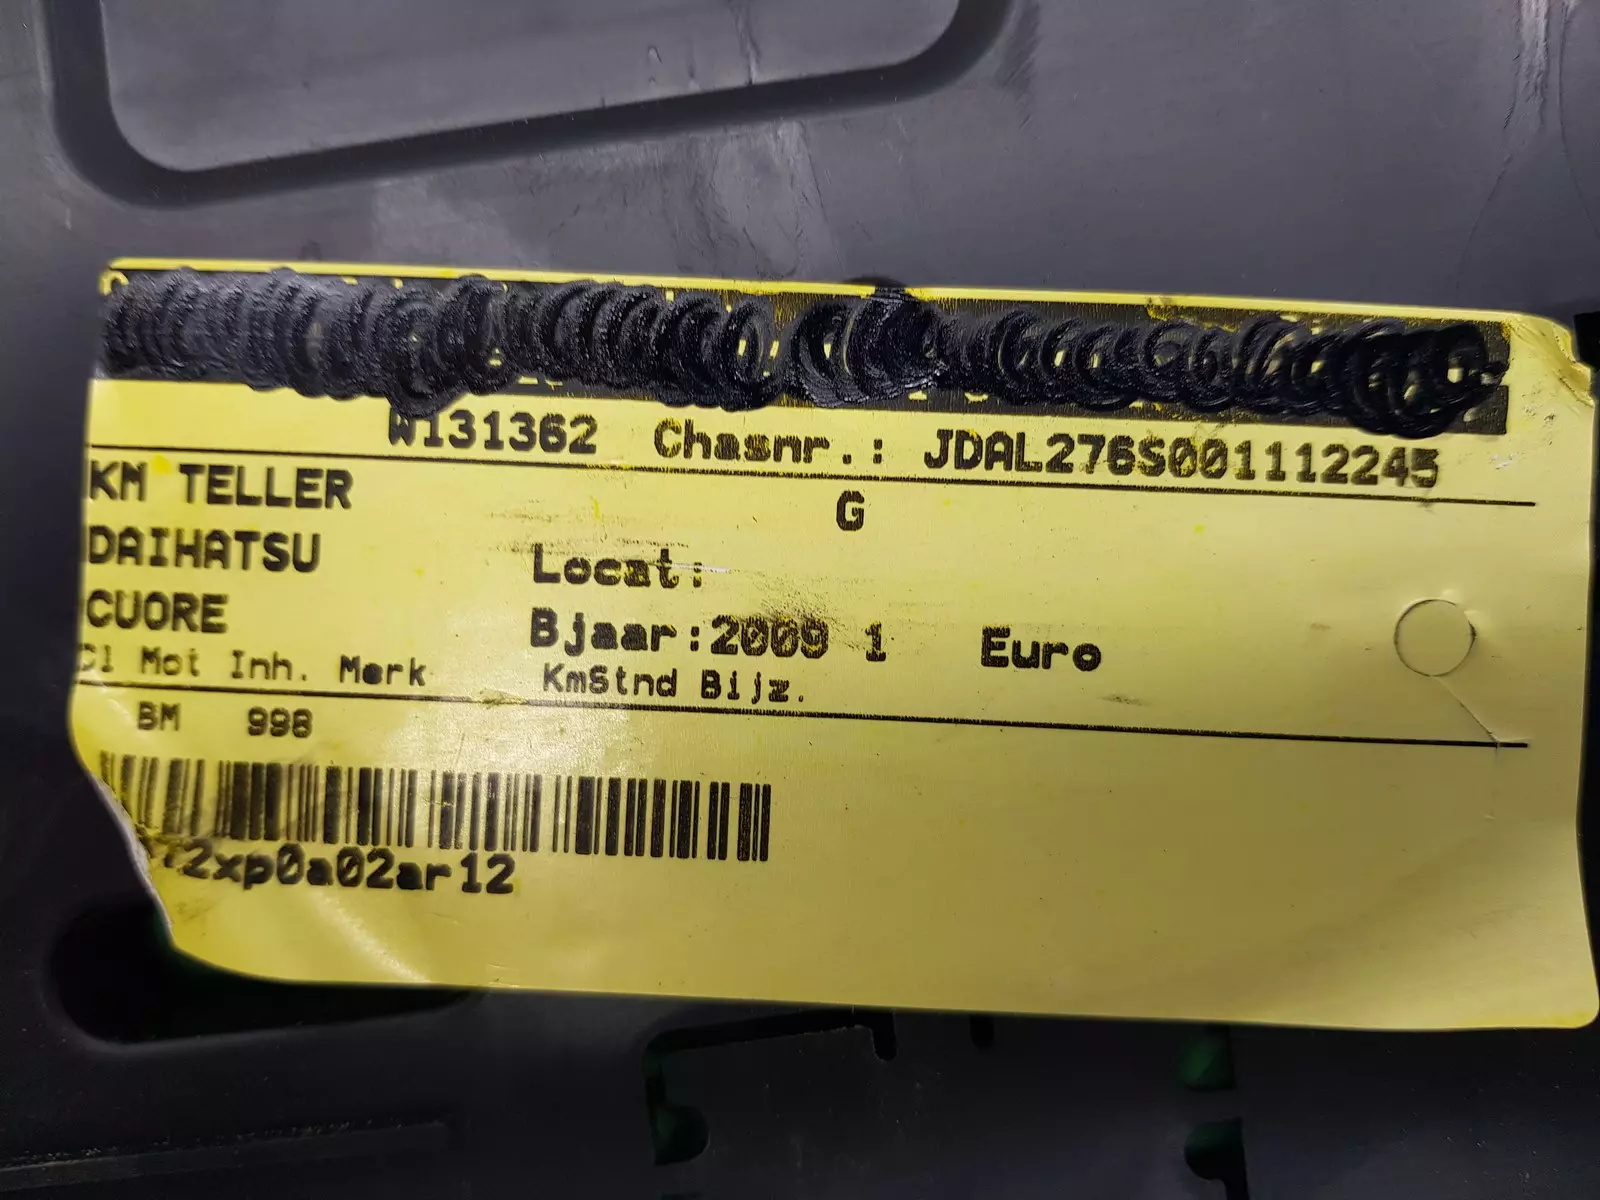 W131362 Chasnr.: JDAL276S001112245
KM TELLER G
DAIHATSU Locat:
CUORE Bjaar:2009 1 Euro
Cl Mot Inh. Merk KmStnd Bijz.
BM 998
72xp0a02ar12